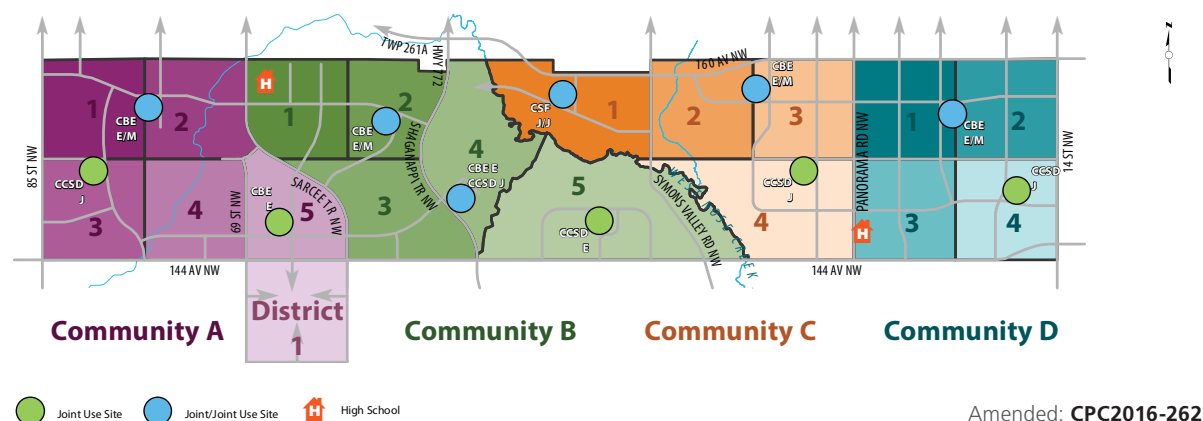 TWP 261A
HWY 772
160 AV NW
N
1
2
CBE
E/M
1
2
CBE
E/M
CSF
J/J
1
2
CBE
E/M
3
1
CBE
E/M
2
85 ST NW
CCSD
J
3
4
69 ST NW
CBE
E
5
SARCEE TR NW
3
SHAGANAPPI TR NW
4
CBE E
CCSD J
5
CCSD
E
SYMONS VALLEY RD NW
WEST NOSE CREEK
CCSD
J
4
PANORAMA RD NW
H
H
3
CCSD
J
4
14 ST NW
144 AV NW
144 AV NW
District
1
Community A
Community B
Community C
Community D
Joint Use Site
Joint/Joint Use Site
H
High School
Amended: CPC2016-262